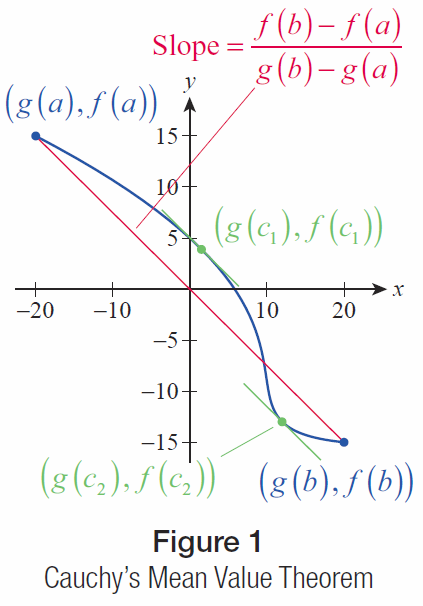 Slope = \frac{f(b) - f(a)}{g(b) - g(a)}
y
(g(a), f(a))
15
10
5
(g(c₁), f(c₁))
x
−20 −10 10 20
−5
−10
−15
(g(c₂), f(c₂)) (g(b), f(b))
Figure 1
Cauchy’s Mean Value Theorem